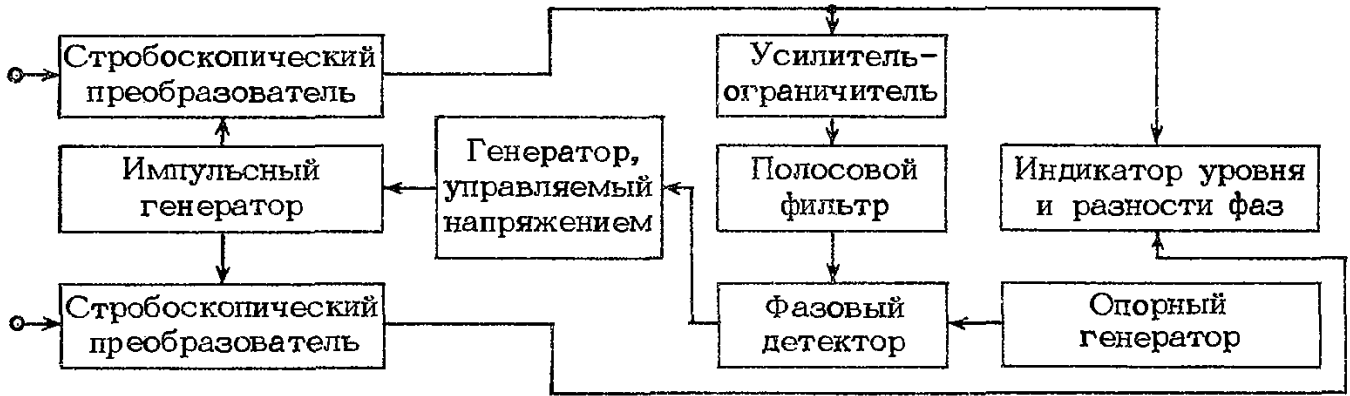 Стробоскопический
преобразователь
Усилитель-
ограничитель
Импульсный
генератор
Генератор,
управляемый
напряжением
Полосовой
фильтр
Индикатор уровня
и разности фаз
Стробоскопический
преобразователь
Фазовый
детектор
Опорный
генератор